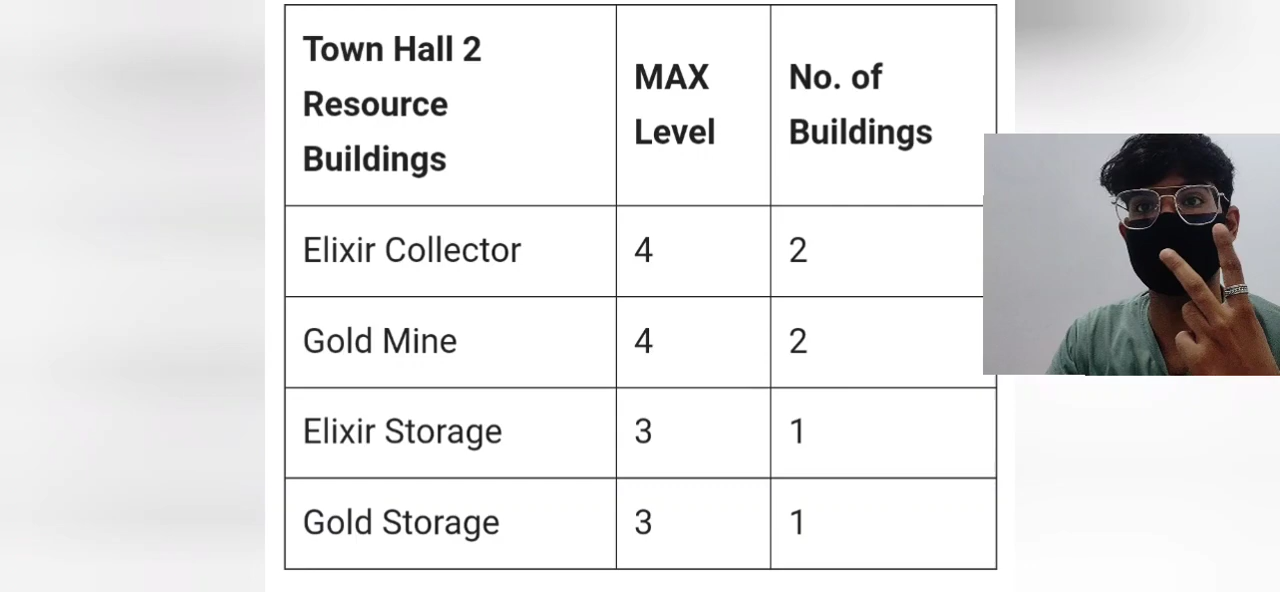 Town Hall 2
Resource
Buildings
MAX
Level
No. of
Buildings
Elixir Collector 4 2
Gold Mine 4 2
Elixir Storage 3 1
Gold Storage 3 1